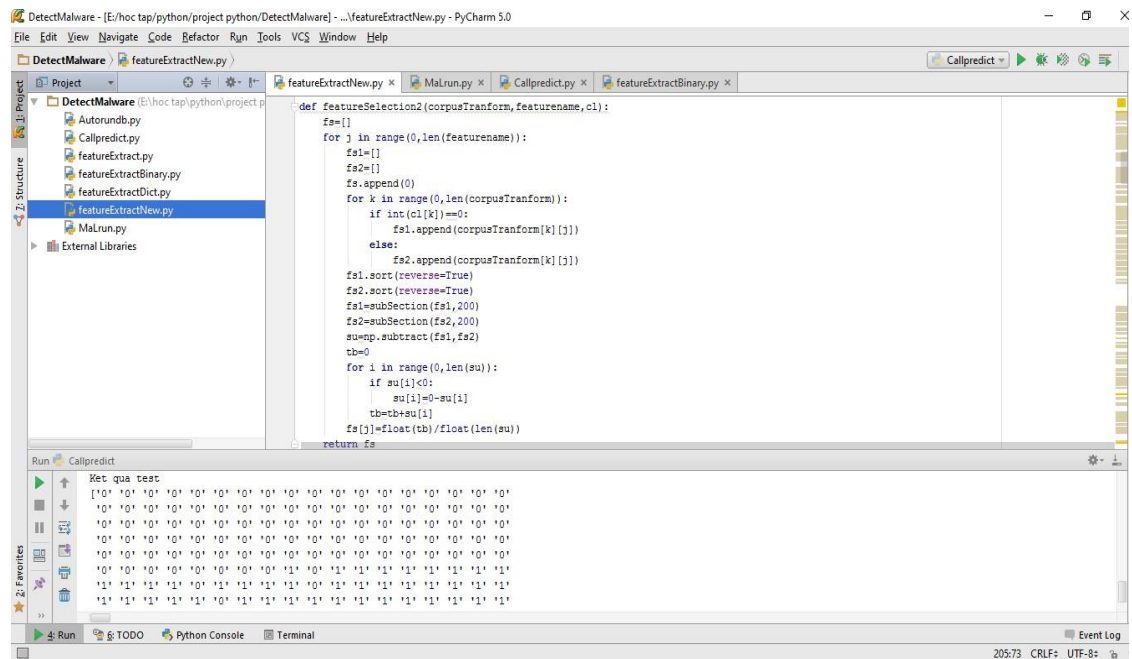 DetectMalware - [E:/hoc tap/python/project python/DetectMalware] - ...\featureExtractNew.py - PyCharm 5.0
File Edit View Navigate Code Refactor Run Tools VCS Window Help
DetectMalware featureExtractNew.py
Callpredict
Project
featureExtractNew.py × MaLrun.py × Callpredict.py × featureExtractBinary.py ×
1: Project
Z: Structure
2: Favorites
DetectMalware (E:\hoc tap\python\project p
Autorundb.py
Callpredict.py
featureExtract.py
featureExtractBinary.py
featureExtractDict.py
featureExtractNew.py
MaLrun.py
External Libraries
def featureSelection2(corpusTranform,featurename,cl):
fs=[]
for j in range(0,len(featurename)):
fs1=[]
fs2=[]
fs.append(0)
for k in range(0,len(corpusTranform)):
if int(cl[k])==0:
fs1.append(corpusTranform[k][j])
else:
fs2.append(corpusTranform[k][j])
fs1.sort(reverse=True)
fs2.sort(reverse=True)
fs1=subSection(fs1,200)
fs2=subSection(fs2,200)
su=np.subtract(fs1,fs2)
tb=0
for i in range(0,len(su)):
if su[i]<0:
su[i]=0-su[i]
tb=tb+su[i]
fs[j]=float(tb)/float(len(su))
return fs
Run Callpredict
Ket qua test
['0' '0' '0' '0' '0' '0' '0' '0' '0' '0' '0' '0' '0' '0' '0' '0' '0' '0'
'0' '0' '0' '0' '0' '0' '0' '0' '0' '0' '0' '0' '0' '0' '0' '0' '0' '0'
'0' '0' '0' '0' '0' '0' '0' '0' '0' '0' '0' '0' '0' '0' '0' '0' '0' '0'
'0' '0' '0' '0' '0' '0' '0' '0' '0' '0' '0' '0' '0' '0' '0' '0' '0' '0'
'0' '0' '0' '0' '0' '0' '0' '0' '0' '0' '0' '0' '0' '0' '0' '0' '0' '0'
'0' '0' '0' '0' '0' '0' '0' '0' '1' '0' '1' '1' '1' '1' '1' '1' '1' '1'
'1' '1' '1' '1' '0' '1' '1' '1' '1' '0' '1' '1' '1' '1' '1' '1' '1' '1'
'1' '1' '1' '1' '1' '0' '1' '1' '1' '1' '1' '1' '1' '1' '1' '1' '1' '1'
4: Run 6: TODO Python Console Terminal Event Log
205:73 CRLF÷ UTF-8÷